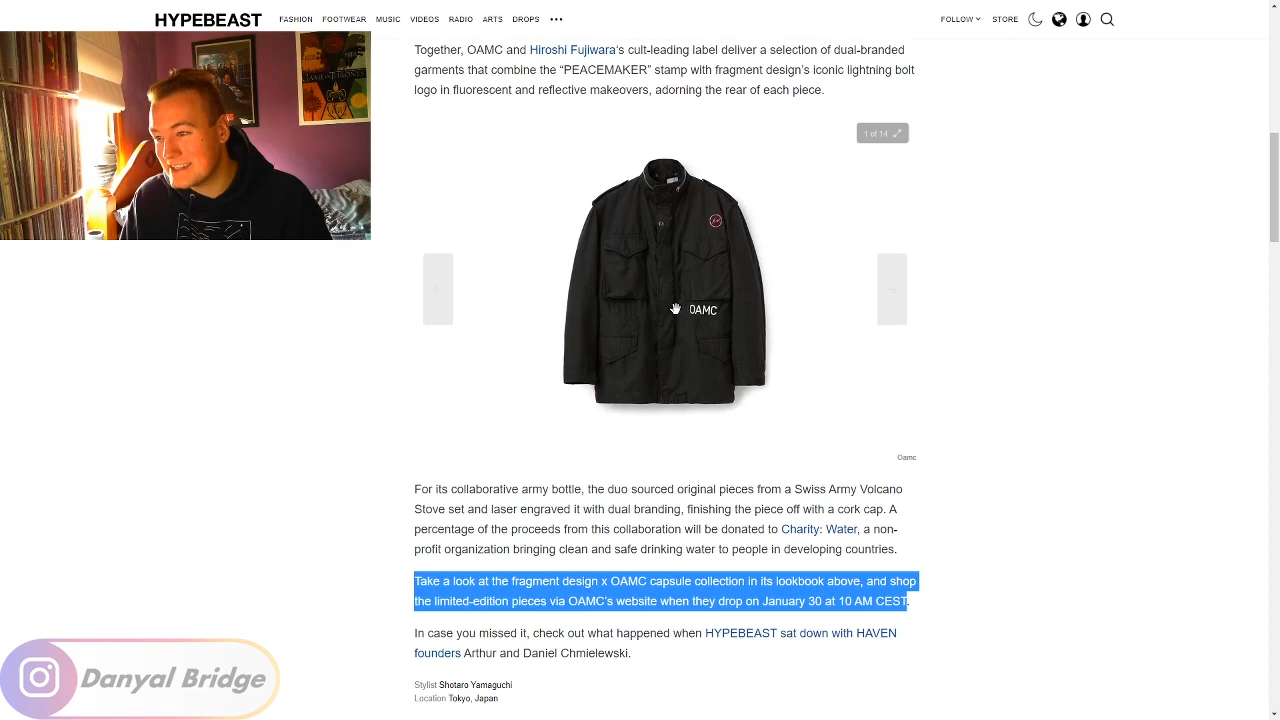 HYPEBEAST
FASHION FOOTWEAR MUSIC VIDEOS RADIO ARTS DROPS •••
FOLLOW STORE
Together, OAMC and Hiroshi Fujiwara‘s cult-leading label deliver a selection of dual-branded
garments that combine the “PEACEMAKER” stamp with fragment design’s iconic lightning bolt
logo in fluorescent and reflective makeovers, adorning the rear of each piece.
GAME OF THRONES
1 of 14
OAMC
Oamc
For its collaborative army bottle, the duo sourced original pieces from a Swiss Army Volcano
Stove set and laser engraved it with dual branding, finishing the piece off with a cork cap. A
percentage of the proceeds from this collaboration will be donated to Charity: Water, a non-
profit organization bringing clean and safe drinking water to people in developing countries.
Take a look at the fragment design x OAMC capsule collection in its lookbook above, and shop
the limited-edition pieces via OAMC’s website when they drop on January 30 at 10 AM CEST.
In case you missed it, check out what happened when HYPEBEAST sat down with HAVEN
founders Arthur and Daniel Chmielewski.
Stylist Shotaro Yamaguchi
Location Tokyo, Japan
Danyal Bridge